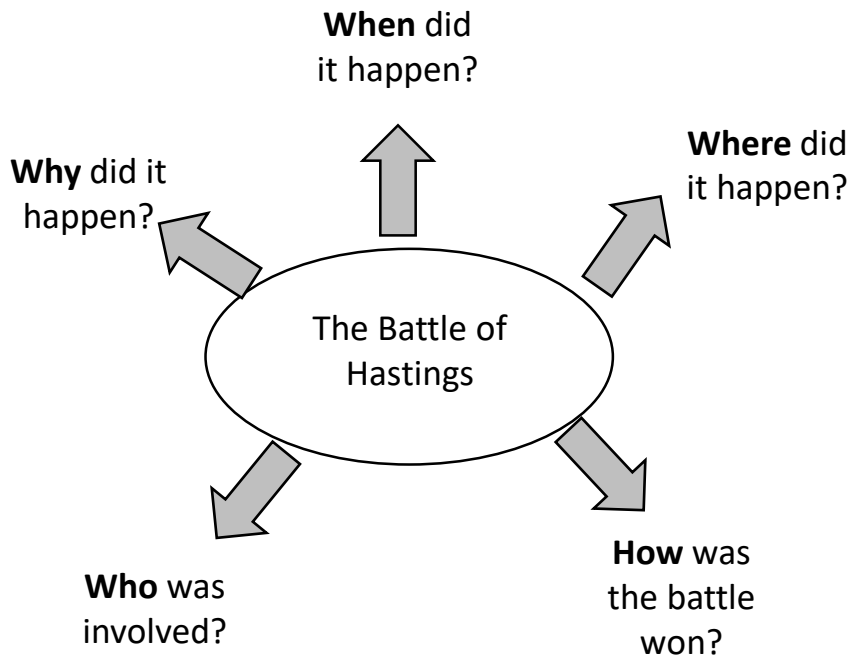 When did
it happen?
Why did it
happen?
Where did
it happen?
The Battle of
Hastings
Who was
involved?
How was
the battle
won?